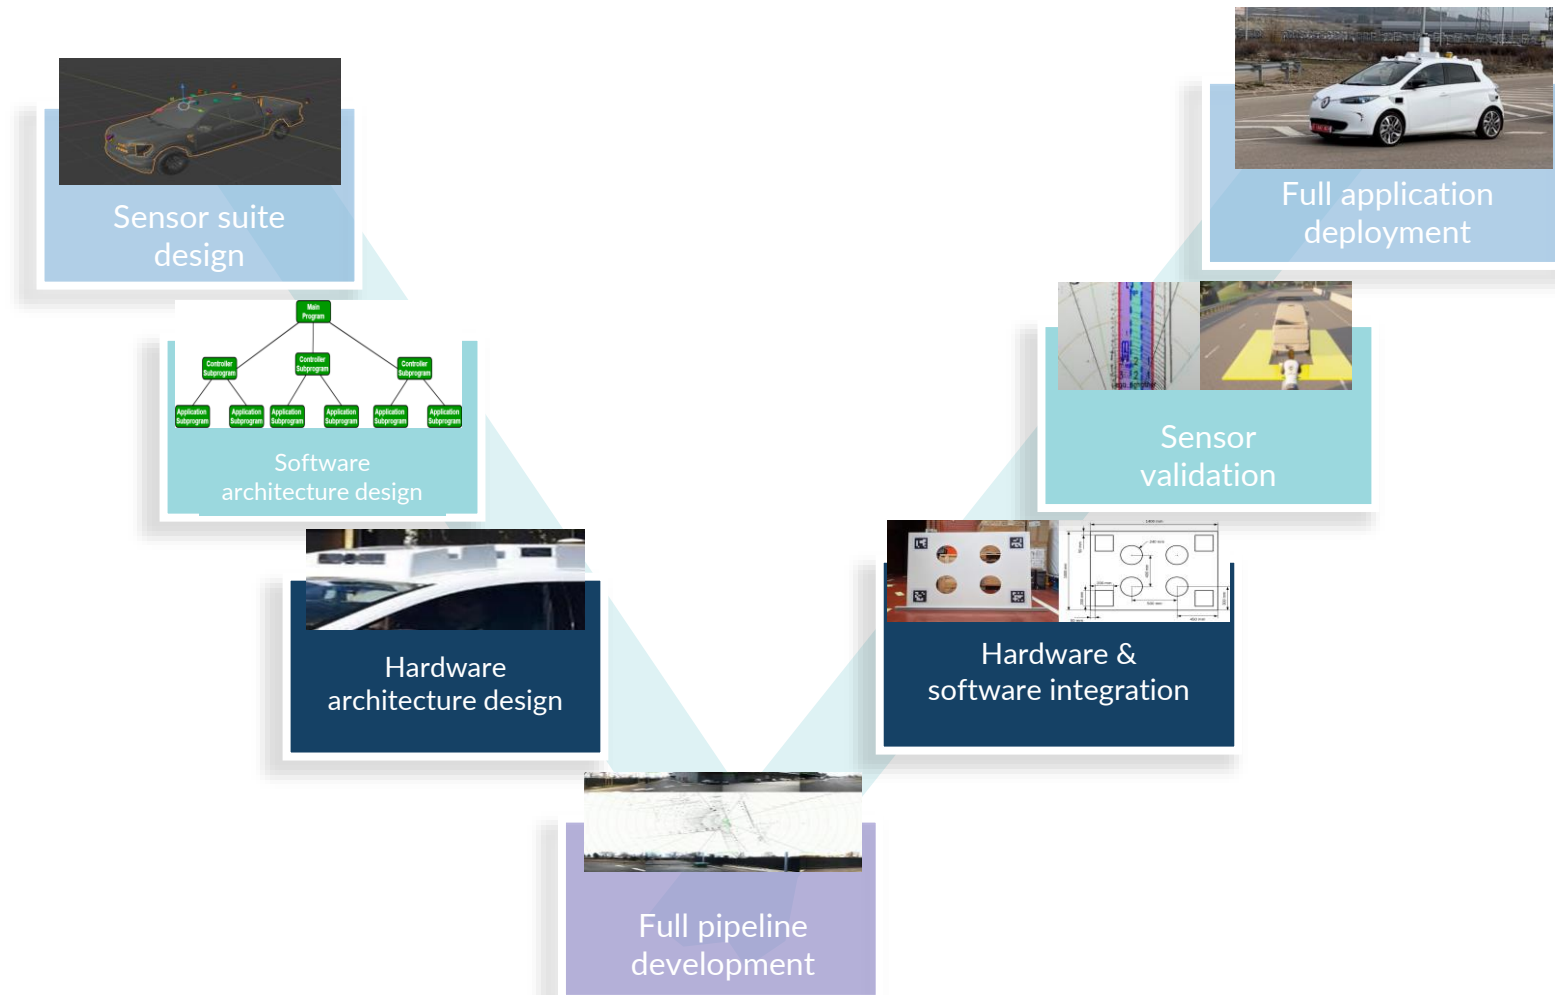 Full application
deployment
Sensor suite
design
Main
Program
Controller
Subprogram
Controller
Subprogram
Controller
Subprogram
Application
Subprogram
Application
Subprogram
Application
Subprogram
Application
Subprogram
Application
Subprogram
Application
Subprogram
Software
architecture design
Sensor
validation
Hardware
architecture design
Hardware &
software integration
Full pipeline
development